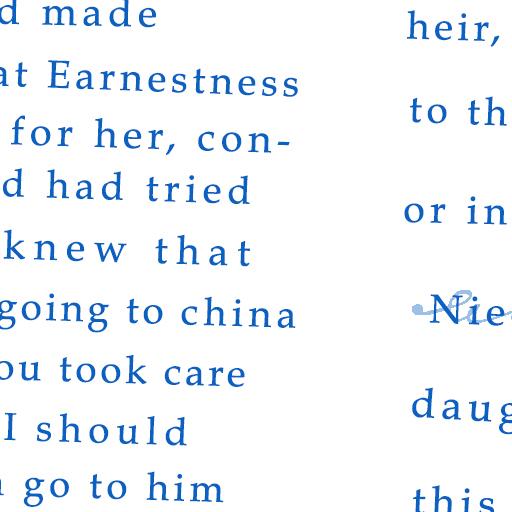 d made
at Earnestness
for her, con-
d had tried
knew that
going to china
ou took care
I should
go to him
heir,
to th
or in
Nie
daug
this